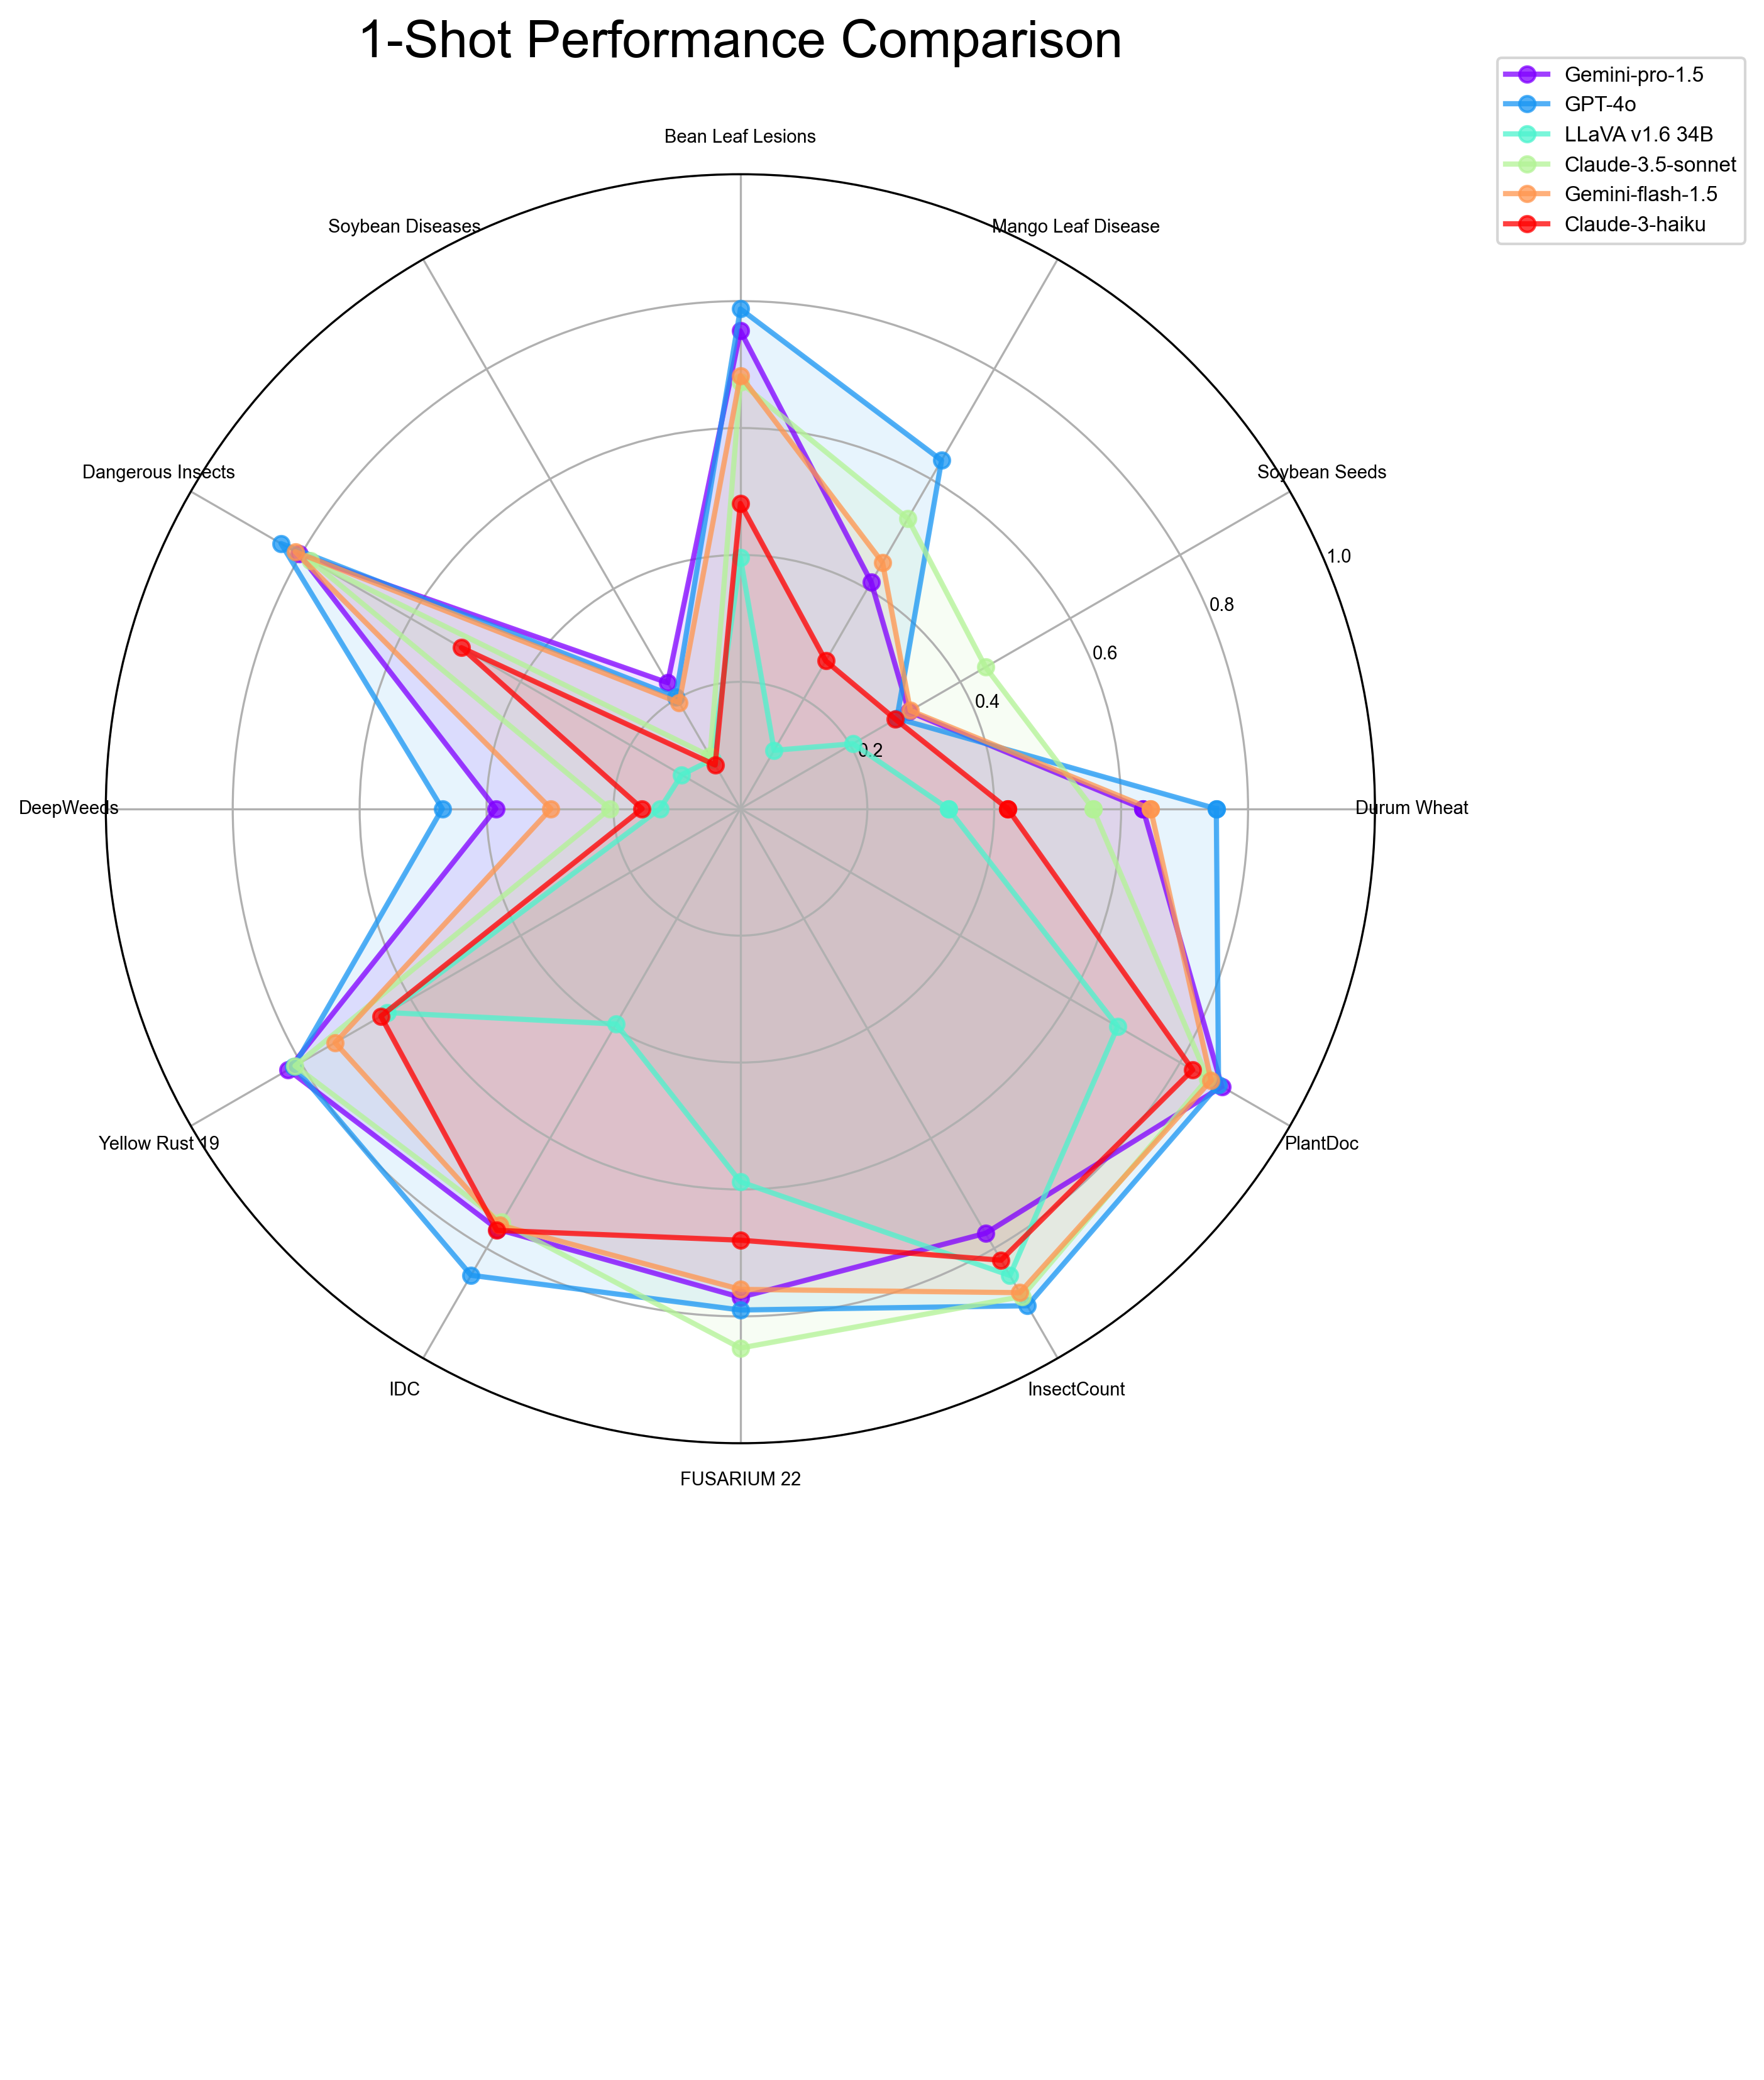 1-Shot Performance Comparison
Gemini-pro-1.5
GPT-4o
LLaVA v1.6 34B
Claude-3.5-sonnet
Gemini-flash-1.5
Claude-3-haiku
Bean Leaf Lesions
Soybean Diseases
Mango Leaf Disease
Dangerous Insects
Soybean Seeds
1.0
0.8
0.6
0.4
0.2
DeepWeeds
Durum Wheat
Yellow Rust 19
PlantDoc
IDC
InsectCount
FUSARIUM 22